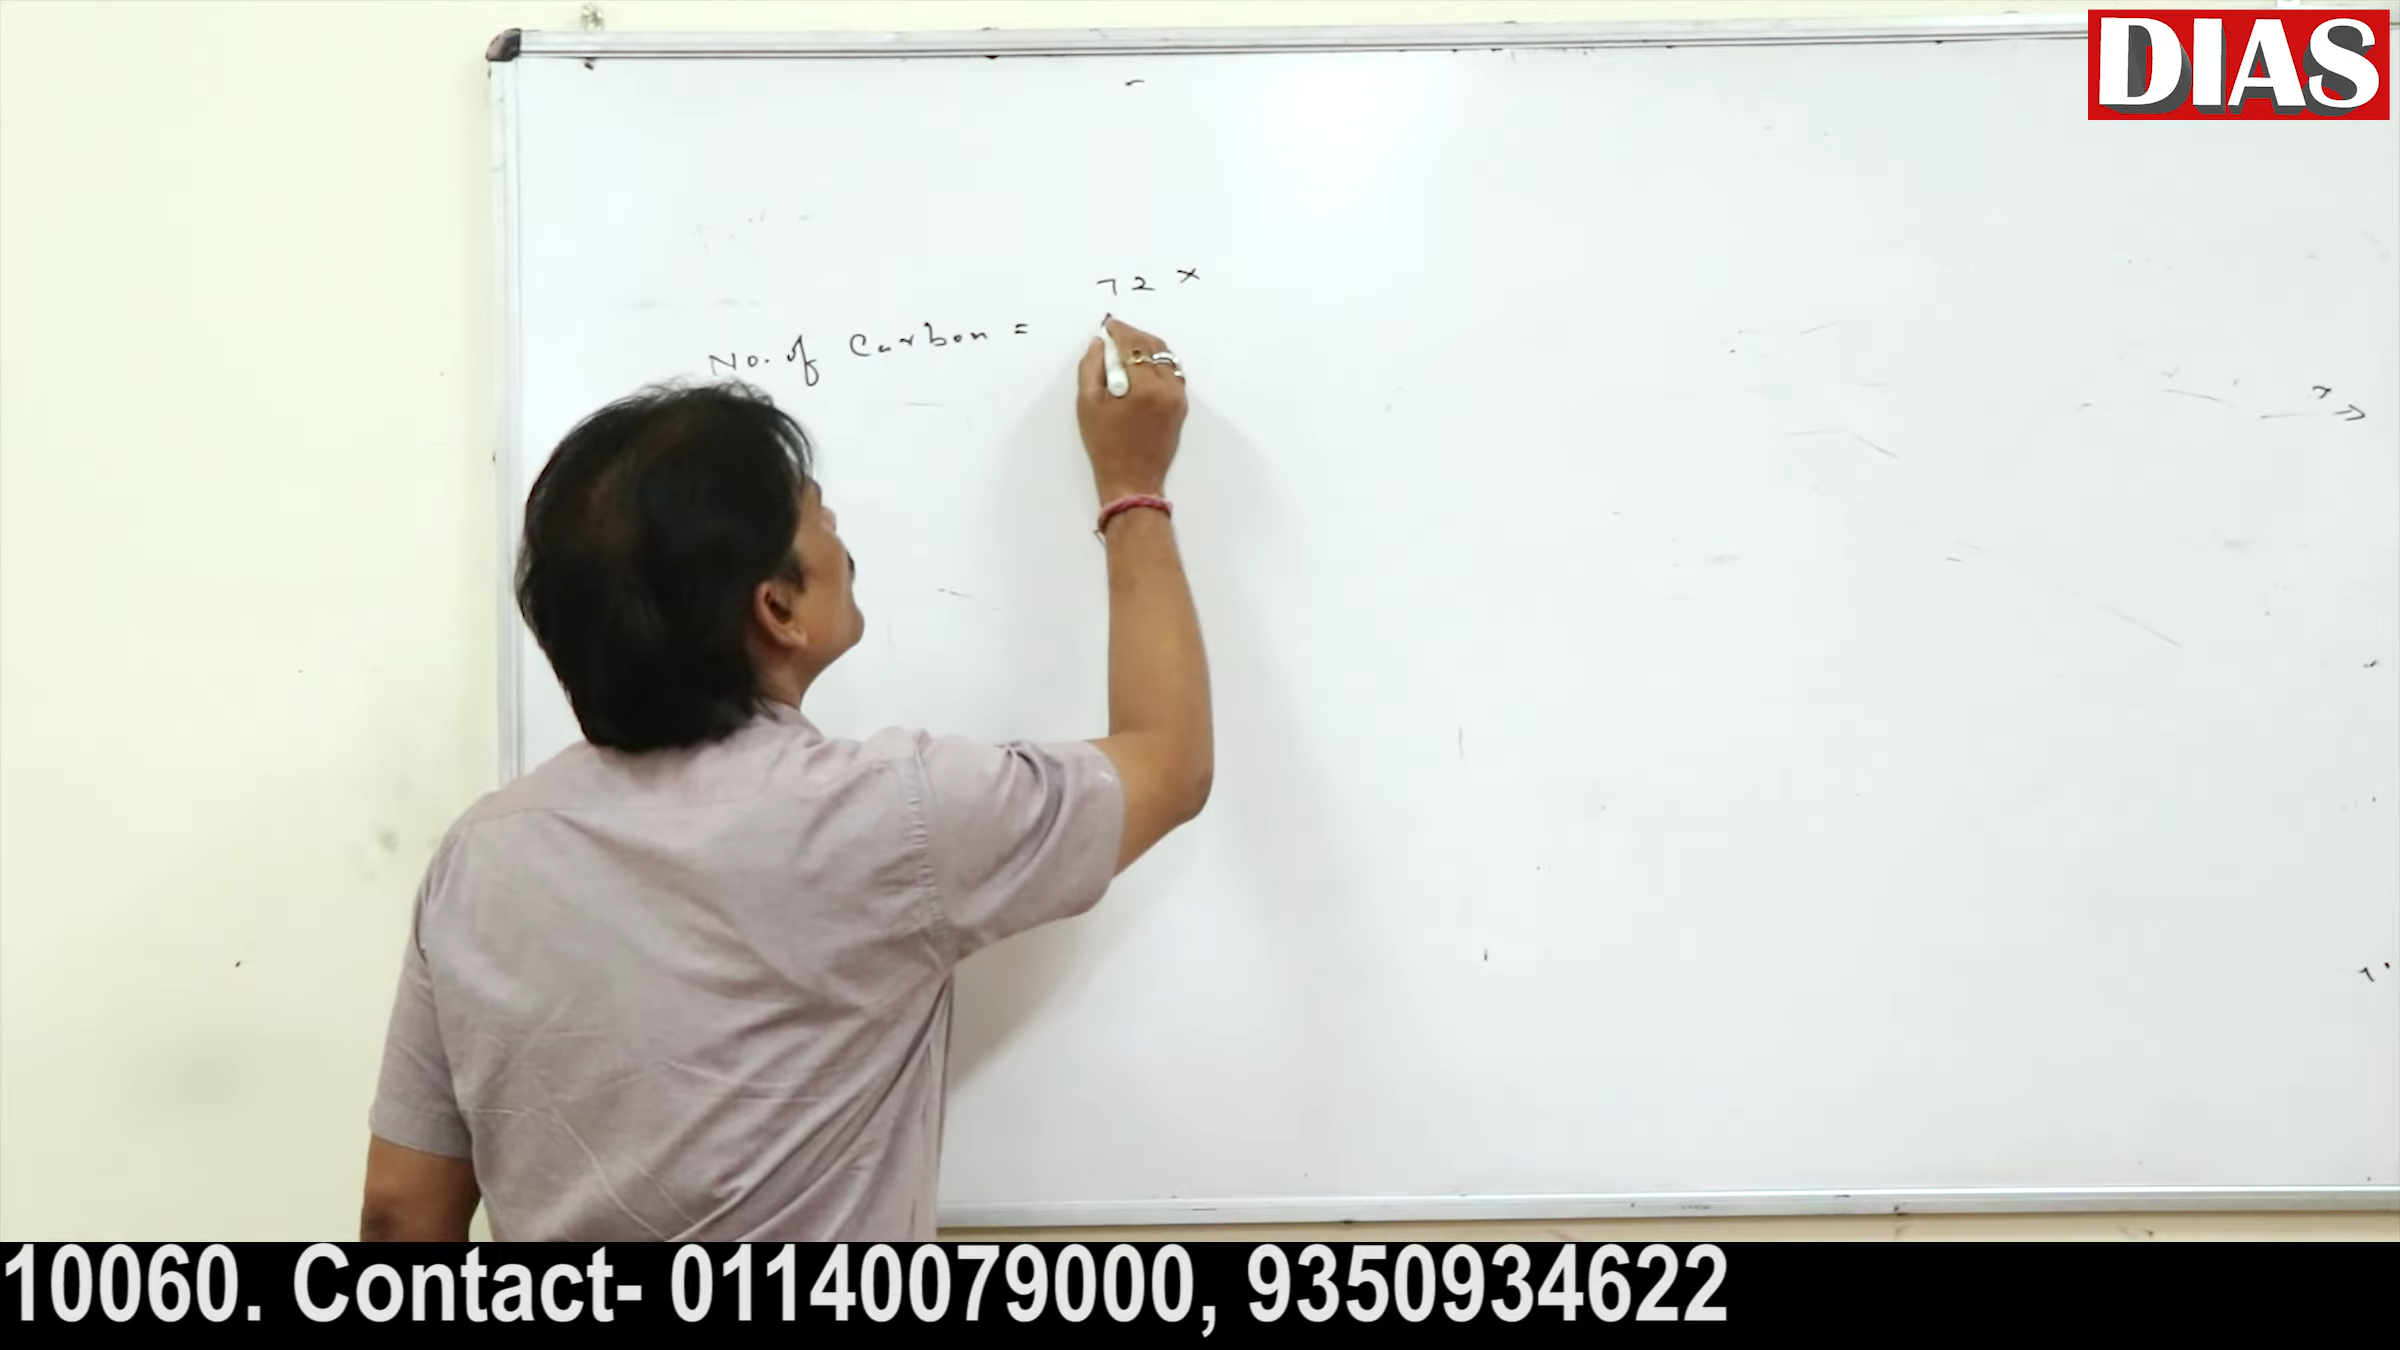 DIAS
72 x
No. of Carbon =
x
10060. Contact- 01140079000, 9350934622